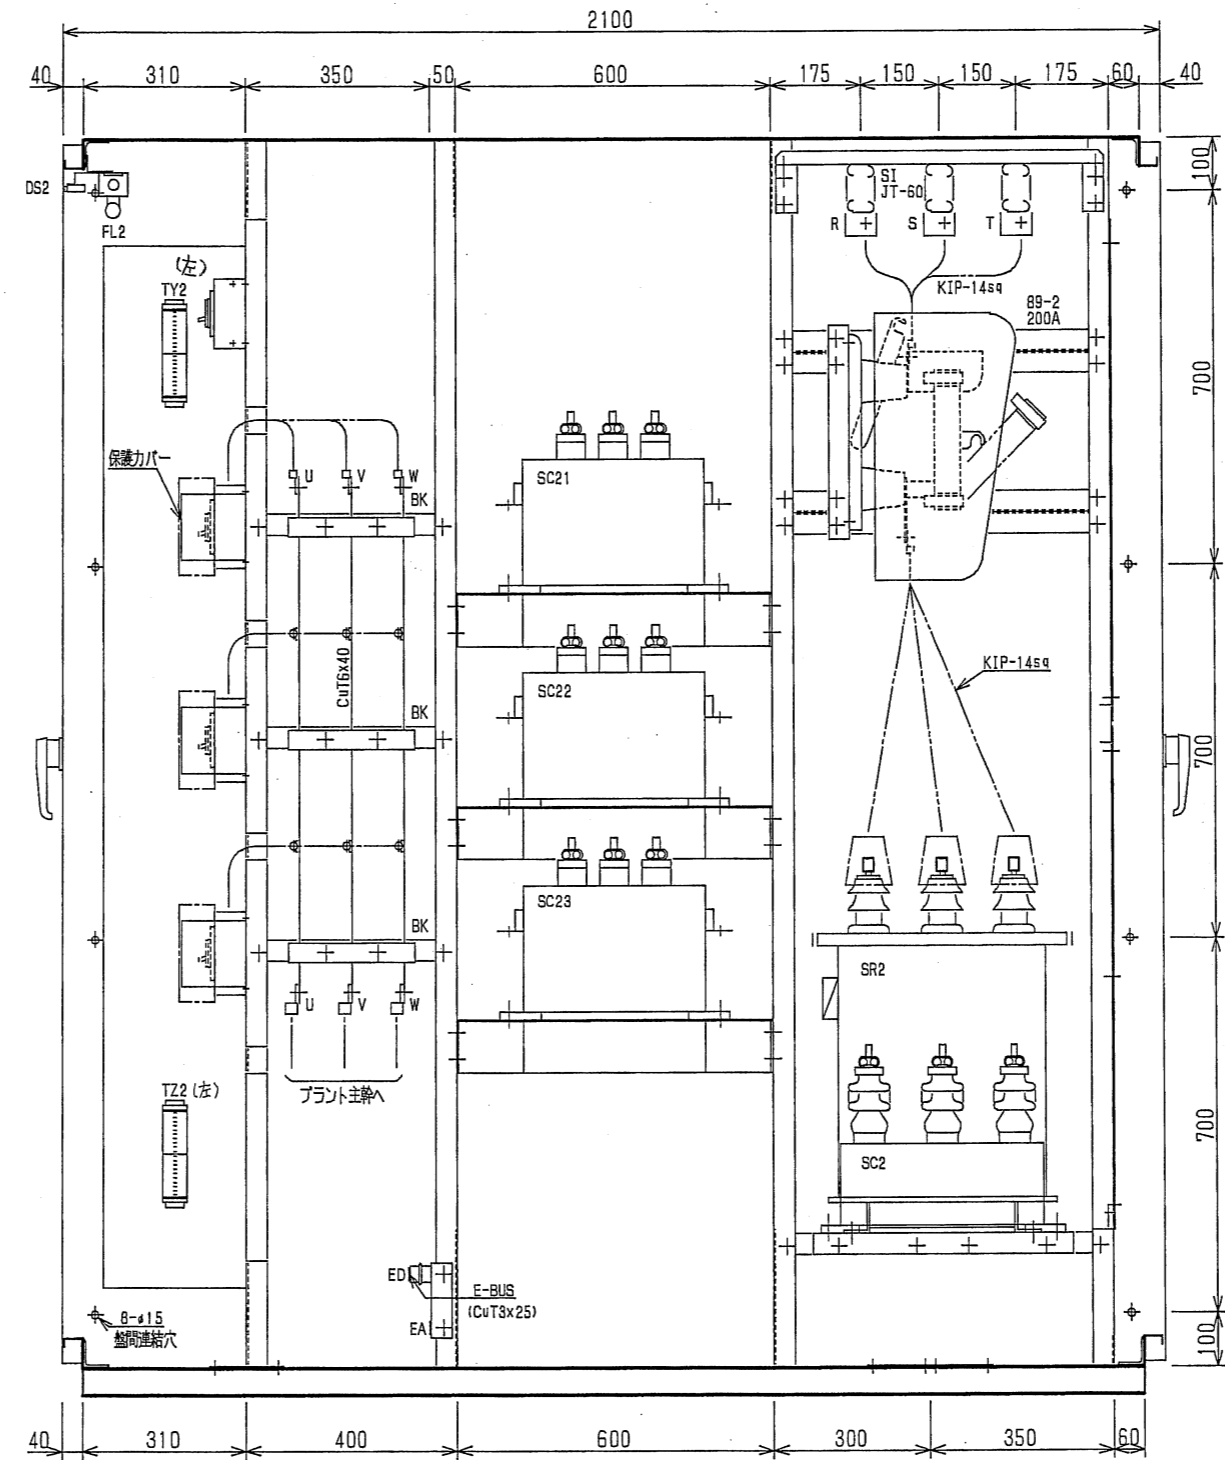 2100
40 310 350 50 600 175 150 150 175 60 40
100
DS2
FL2
SI
JT-60
R S T
(左)
TY2
KIP-14sq
89-2
200A
700
保護カバー
U V W
BK
SC21
CuT6x40
KIP-14sq
700
BK
SC22
SC23
BK
U V W
SR2
プラント主幹へ
TZ2(左)
SC2
700
ED
E-BUS
(CuT3x25)
EA
8-φ15
盤間連結穴
100
40 310 400 600 300 350 60